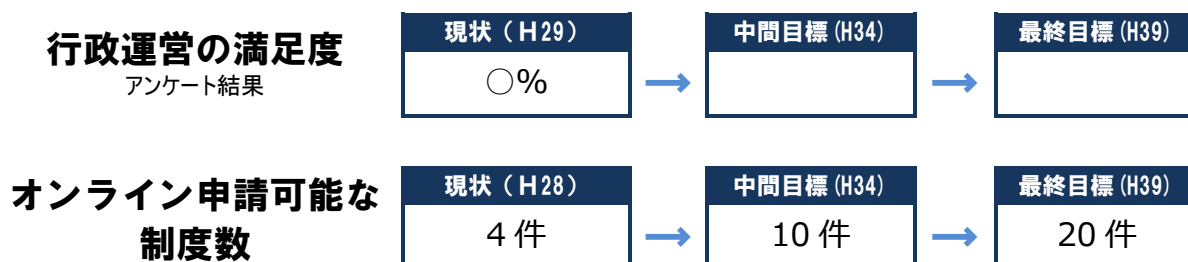 行政運営の満足度
アンケート結果
現状（H29）
○%
→
中間目標(H34)
→
最終目標(H39)
オンライン申請可能な
制度数
現状（H28）
4件
→
中間目標(H34)
10件
→
最終目標(H39)
20件